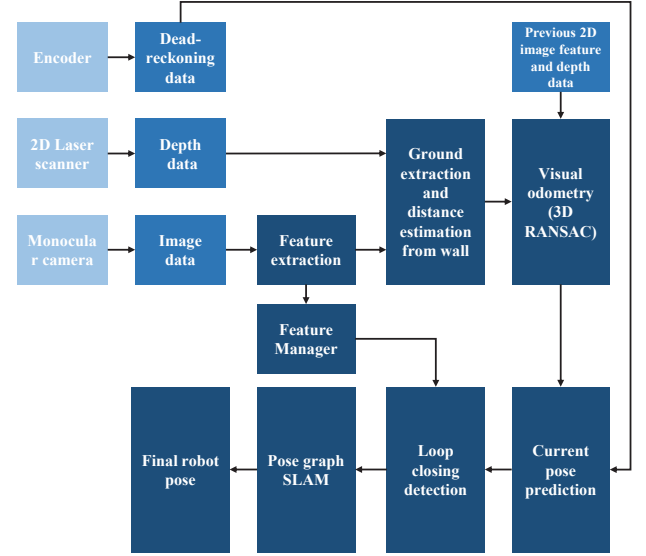 Encoder
Dead-
reckoning
data
Previous 2D
image feature
and depth
data
2D Laser
scanner
Depth
data
Ground
extraction
and
distance
estimation
from wall
Visual
odometry
(3D
RANSAC)
Monocula
r camera
Image
data
Feature
extraction
Feature
Manager
Final robot
pose
Pose graph
SLAM
Loop
closing
detection
Current
pose
prediction